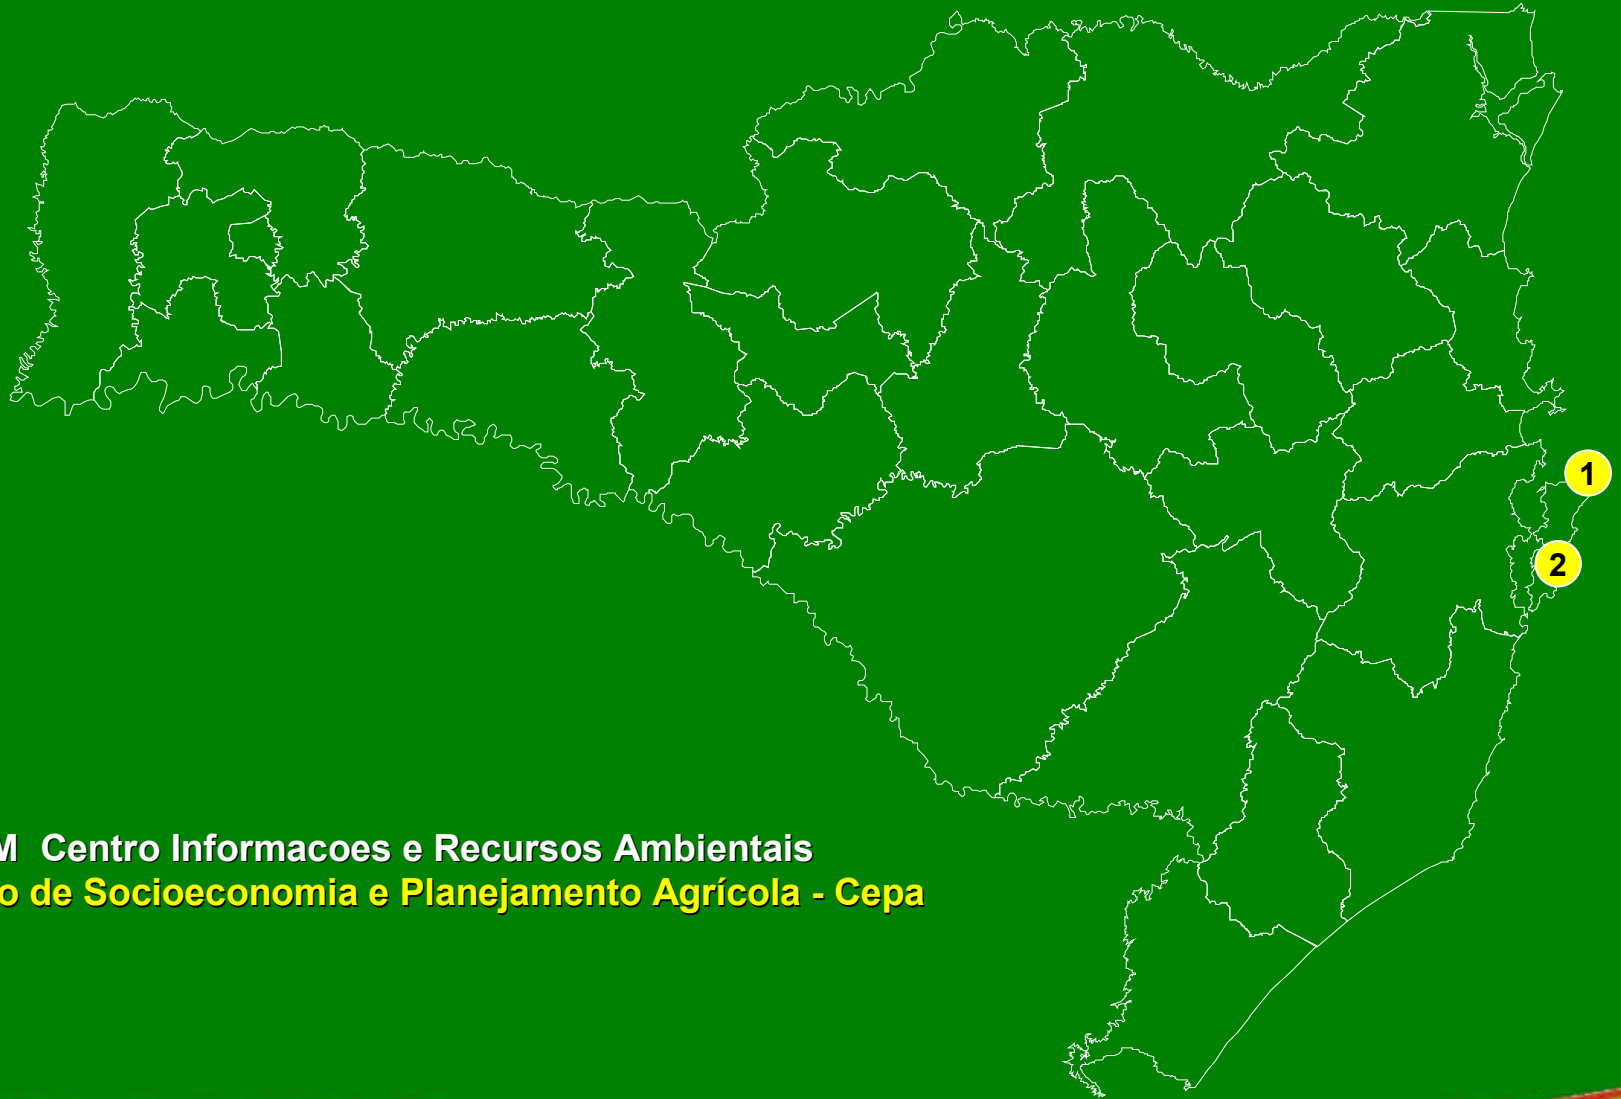 1
2
M Centro Informacoes e Recursos Ambientais
o de Socioeconomia e Planejamento Agrícola - Cepa